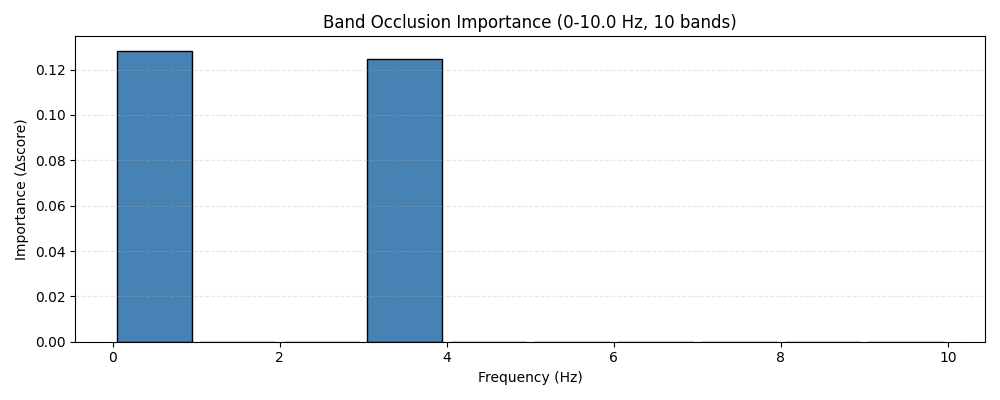 Band Occlusion Importance (0-10.0 Hz, 10 bands)
Importance (Δscore)
0.12
0.10
0.08
0.06
0.04
0.02
0.00
0 2 4 6 8 10
Frequency (Hz)